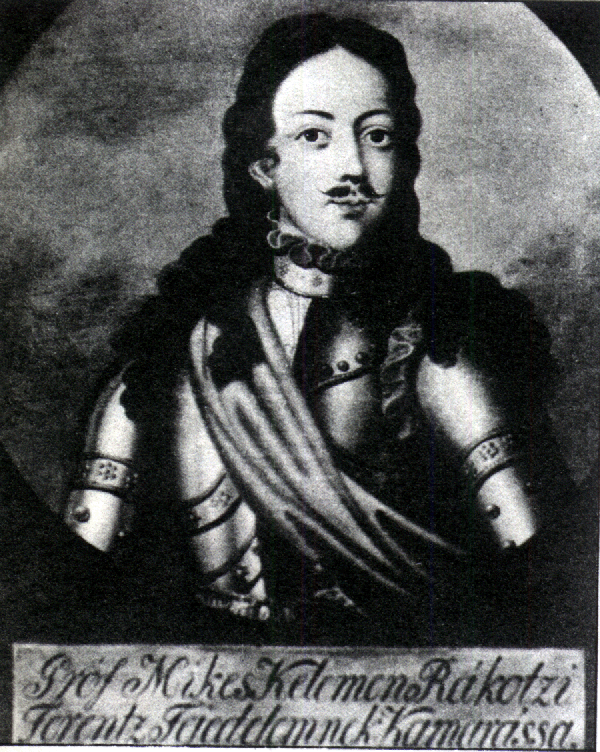 Gróf Mikes Kelemen Rákotzi
Ferentz Fejedelemnek Kamarássa